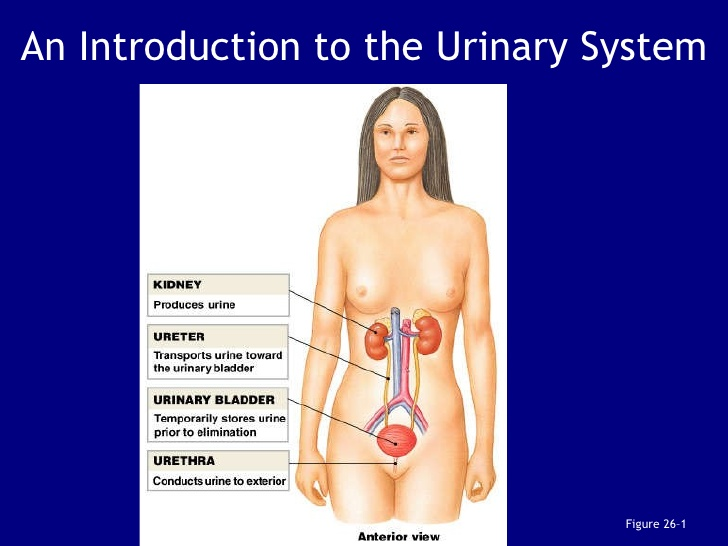 An Introduction to the Urinary System
KIDNEY
Produces urine
URETER
Transports urine toward
the urinary bladder
URINARY BLADDER
Temporarily stores urine
prior to elimination
URETHRA
Conducts urine to exterior
Anterior view
Figure 26-1